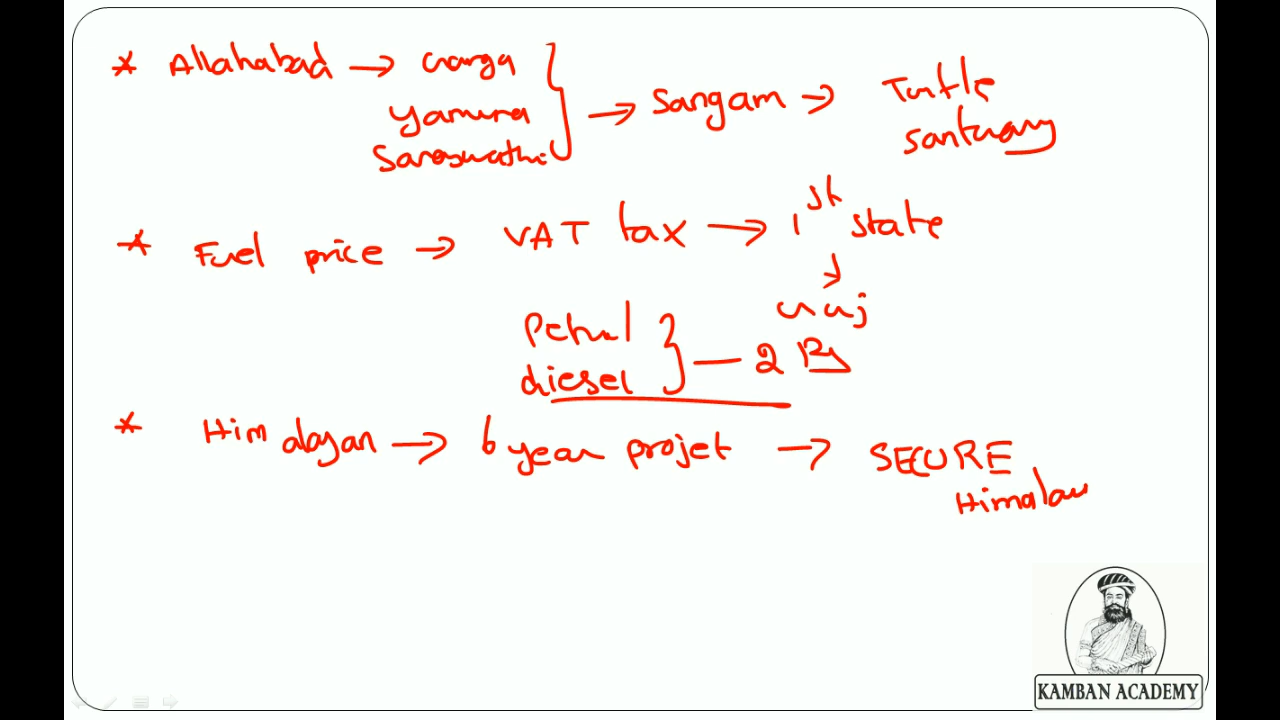 * Allahabad → Ganga
Yamuna
Saraswathi } → Sangam → Turtle
santuary
* Fuel price → VAT tax → 1st state
↓
Guj
Petrol
diesel } — 2 Rs
* Himalayan → 6 year projet → SECURE
Himalaya
KAMBAN ACADEMY